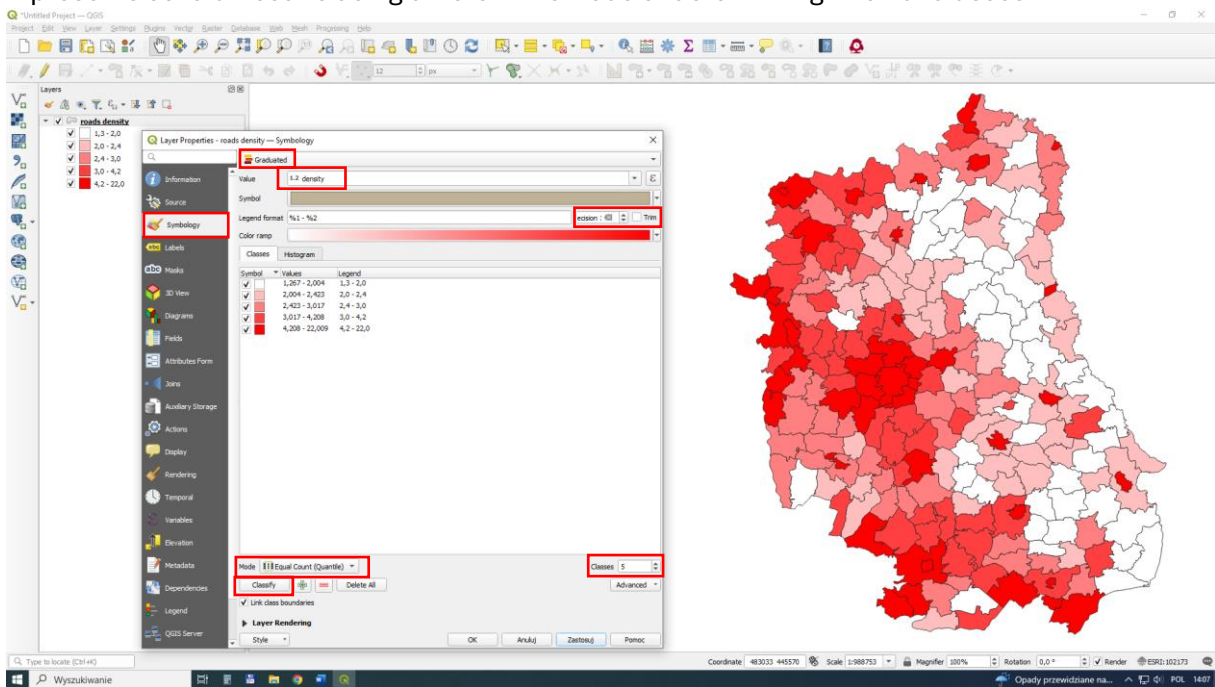 *Untitled Project — QGIS
Project Edit View Layer Settings Plugins Vector Raster Database Web Mesh Processing Help
12 px
Layers
roads density
1,3 - 2,0
2,0 - 2,4
2,4 - 3,0
3,0 - 4,2
4,2 - 22,0
Layer Properties - roads density — Symbology
Information
Source
Symbology
Labels
Masks
3D View
Diagrams
Fields
Attributes Form
Joins
Auxiliary Storage
Actions
Display
Rendering
Temporal
Variables
Elevation
Metadata
Dependencies
Legend
QGIS Server
Graduated
Value 1.2 density
Symbol
Legend format %1 - %2 ecision : Trim
Color ramp
Classes Histogram
Symbol Values Legend
1,267 - 2,004 1,3 - 2,0
2,004 - 2,423 2,0 - 2,4
2,423 - 3,017 2,4 - 3,0
3,017 - 4,208 3,0 - 4,2
4,208 - 22,009 4,2 - 22,0
Mode Equal Count (Quantile) Classes 5
Classify Delete All Advanced
Link class boundaries
Layer Rendering
Style OK Anuluj Zastosuj Pomoc
Type to locate (Ctrl+K) Coordinate 483033 445570 Scale 1:988753 Magnifier 100% Rotation 0,0 ° Render ESRI:102173
Wyszukiwanie Opady przewidziane na... POL 14:07